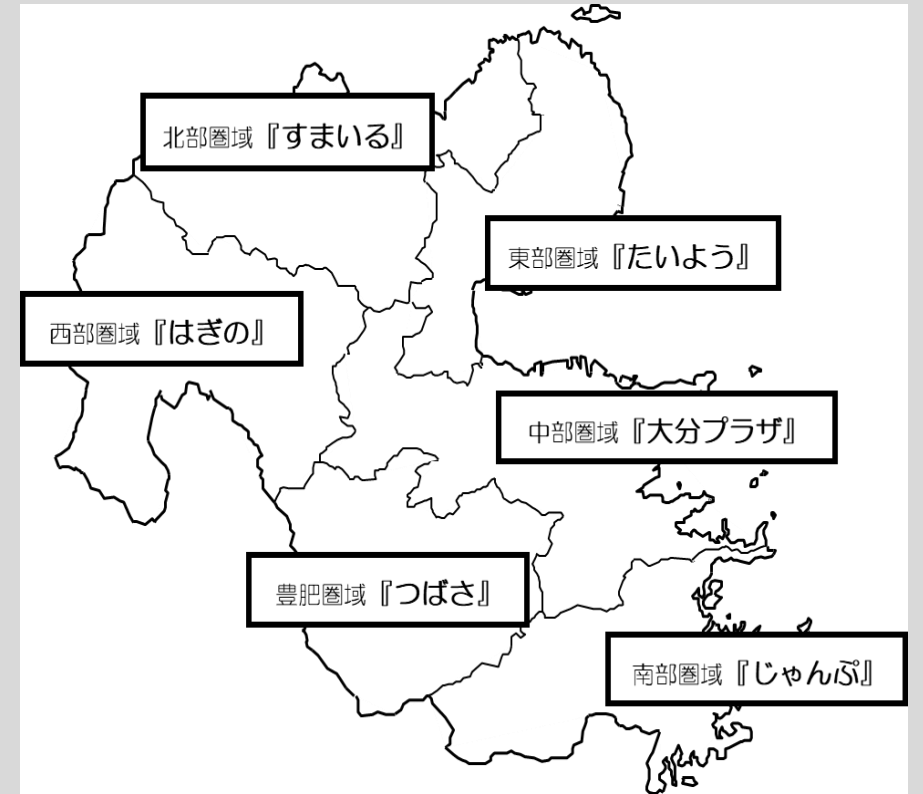 北部圏域『すまいる』
東部圏域『たいよう』
西部圏域『はぎの』
中部圏域『大分プラザ』
豊肥圏域『つばさ』
南部圏域『じゃんぷ』